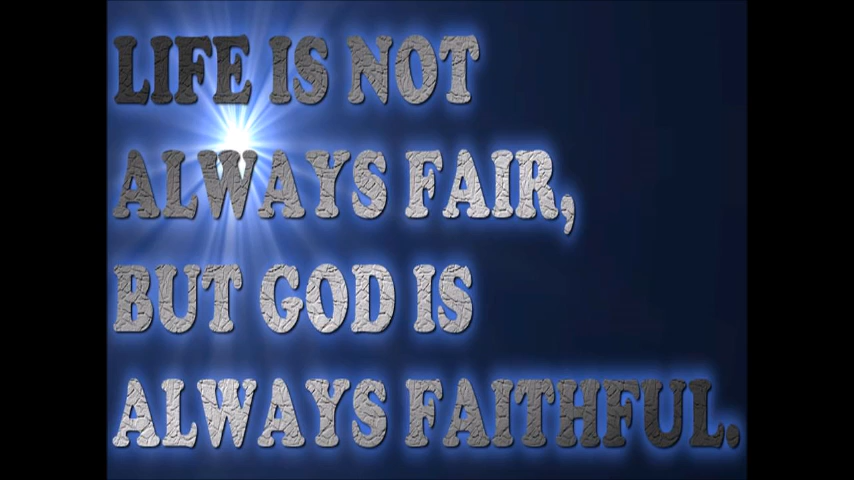 LIFE IS NOT
ALWAYS FAIR,
BUT GOD IS
ALWAYS FAITHFUL.